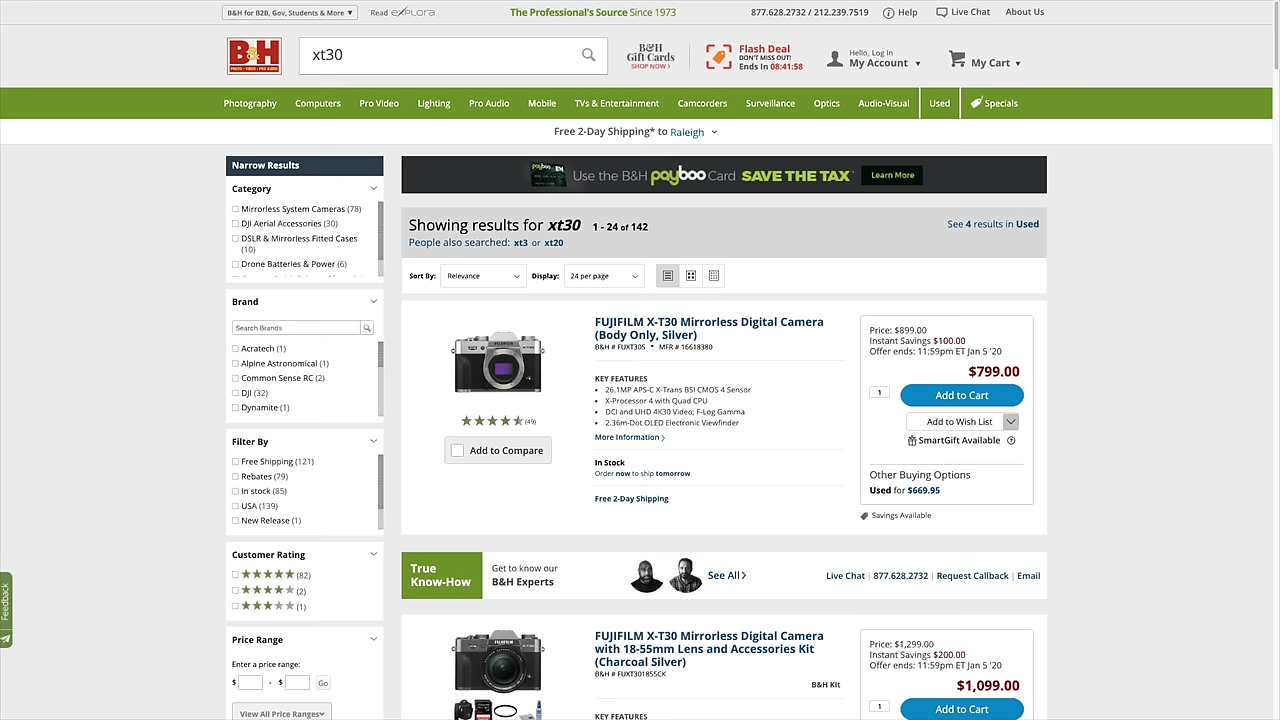 B&H for B2B, Gov, Students & More ▾
Read eXPLORA
The Professional's Source Since 1973
877.628.2732 / 212.239.7519
Help
Live Chat
About Us
B&H
PHOTO • VIDEO • PRO AUDIO
xt30
B&H
Gift Cards
SHOP NOW ›
Flash Deal
DON'T MISS OUT!
Ends In 08:41:58
Hello, Log In
My Account ▾
My Cart ▾
Photography
Computers
Pro Video
Lighting
Pro Audio
Mobile
TVs & Entertainment
Camcorders
Surveillance
Optics
Audio-Visual
Used
Specials
Free 2-Day Shipping* to Raleigh
Narrow Results
Category
Mirrorless System Cameras (78)
DJI Aerial Accessories (30)
DSLR & Mirrorless Fitted Cases
(10)
Drone Batteries & Power (6)
Brand
Search Brands
Acratech (1)
Alpine Astronomical (1)
Common Sense RC (2)
DJI (32)
Dynamite (1)
Filter By
Free Shipping (121)
Rebates (79)
In stock (85)
USA (139)
New Release (1)
Customer Rating
(82)
(2)
(1)
Price Range
Enter a price range:
$ - $ Go
View All Price Ranges
Use the B&H payboo Card SAVE THE TAX
Learn More
Showing results for xt30 1 - 24 of 142
People also searched: xt3 or xt20
See 4 results in Used
Sort By: Relevance
Display: 24 per page
FUJIFILM X-T30 Mirrorless Digital Camera
(Body Only, Silver)
B&H # FUXT30S • MFR # 16618380
KEY FEATURES
• 26.1MP APS-C X-Trans BSI CMOS 4 Sensor
• X-Processor 4 with Quad CPU
• DCI and UHD 4K30 Video; F-Log Gamma
• 2.36m-Dot OLED Electronic Viewfinder
More Information ›
In Stock
Order now to ship tomorrow
Free 2-Day Shipping
(49)
Add to Compare
Price: $899.00
Instant Savings $100.00
Offer ends: 11:59pm ET Jan 5 '20
$799.00
1
Add to Cart
Add to Wish List
SmartGift Available
Other Buying Options
Used for $669.95
Savings Available
True
Know-How
Get to know our
B&H Experts
See All ›
Live Chat | 877.628.2732 | Request Callback | Email
FUJIFILM X-T30 Mirrorless Digital Camera
with 18-55mm Lens and Accessories Kit
(Charcoal Silver)
B&H # FUXT301855CK
B&H Kit
KEY FEATURES
Price: $1,299.00
Instant Savings $200.00
Offer ends: 11:59pm ET Jan 5 '20
$1,099.00
1
Add to Cart
Feedback